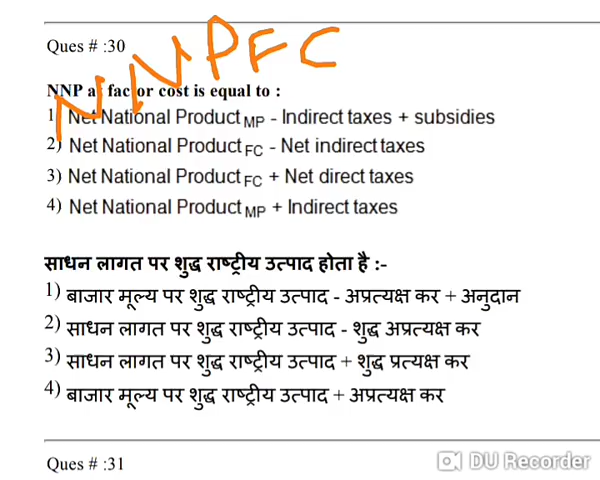 NNPFC
Ques # :30
NNP at factor cost is equal to :
1) Net National Product MP - Indirect taxes + subsidies
2) Net National Product FC - Net indirect taxes
3) Net National Product FC + Net direct taxes
4) Net National Product MP + Indirect taxes
साधन लागत पर शुद्ध राष्ट्रीय उत्पाद होता है :-
1) बाजार मूल्य पर शुद्ध राष्ट्रीय उत्पाद - अप्रत्यक्ष कर + अनुदान
2) साधन लागत पर शुद्ध राष्ट्रीय उत्पाद - शुद्ध अप्रत्यक्ष कर
3) साधन लागत पर शुद्ध राष्ट्रीय उत्पाद + शुद्ध प्रत्यक्ष कर
4) बाजार मूल्य पर शुद्ध राष्ट्रीय उत्पाद + अप्रत्यक्ष कर
Ques # :31
DU Recorder